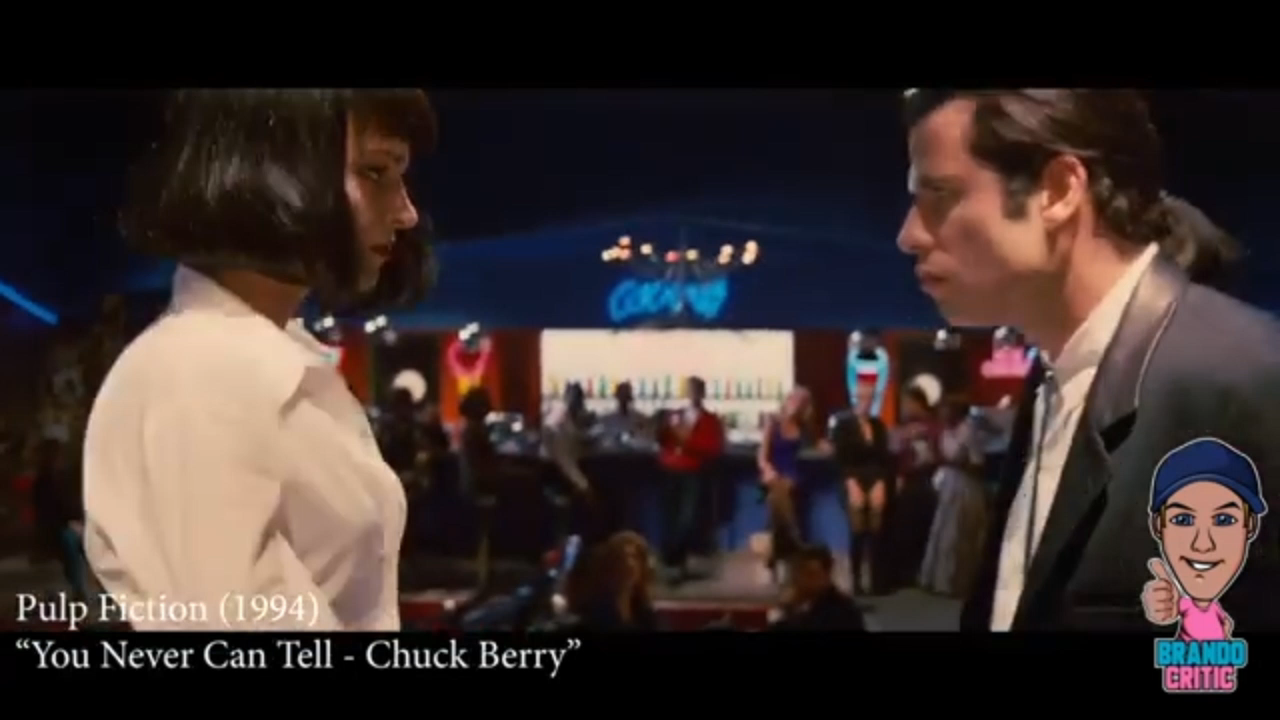 Pulp Fiction (1994)
“You Never Can Tell - Chuck Berry”
BRANDO
CRITIC